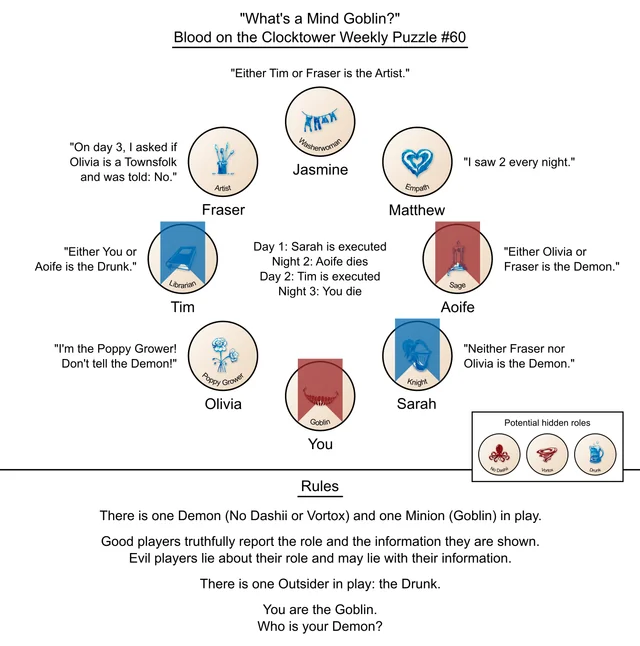 "What's a Mind Goblin?"
Blood on the Clocktower Weekly Puzzle #60
"Either Tim or Fraser is the Artist."
Washerwoman
Jasmine
"On day 3, I asked if
Olivia is a Townsfolk
and was told: No."
Artist
Fraser
Empath
Matthew
"I saw 2 every night."
"Either You or
Aoife is the Drunk."
Librarian
Tim
Day 1: Sarah is executed
Night 2: Aoife dies
Day 2: Tim is executed
Night 3: You die
Sage
Aoife
"Either Olivia or
Fraser is the Demon."
"I'm the Poppy Grower!
Don't tell the Demon!"
Poppy Grower
Olivia
Goblin
You
Knight
Sarah
"Neither Fraser nor
Olivia is the Demon."
Potential hidden roles
No Dashii
Vortox
Drunk
Rules
There is one Demon (No Dashii or Vortox) and one Minion (Goblin) in play.
Good players truthfully report the role and the information they are shown.
Evil players lie about their role and may lie with their information.
There is one Outsider in play: the Drunk.
You are the Goblin.
Who is your Demon?